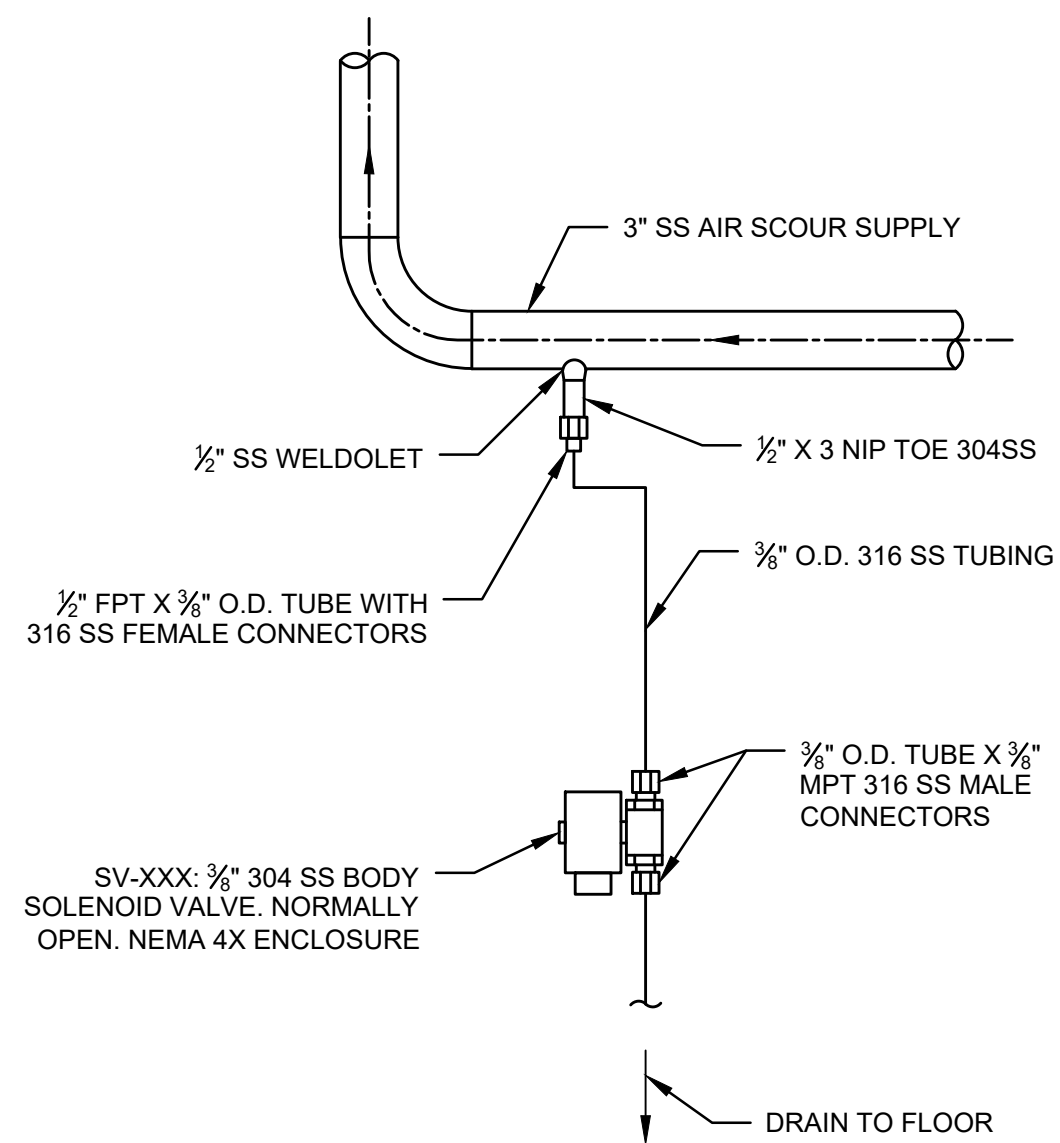 3" SS AIR SCOUR SUPPLY
½" SS WELDOLET
½" X 3 NIP TOE 304SS
⅜" O.D. 316 SS TUBING
½" FPT X ⅜" O.D. TUBE WITH
316 SS FEMALE CONNECTORS
⅜" O.D. TUBE X ⅜"
MPT 316 SS MALE
CONNECTORS
SV-XXX: ⅜" 304 SS BODY
SOLENOID VALVE. NORMALLY
OPEN. NEMA 4X ENCLOSURE
DRAIN TO FLOOR